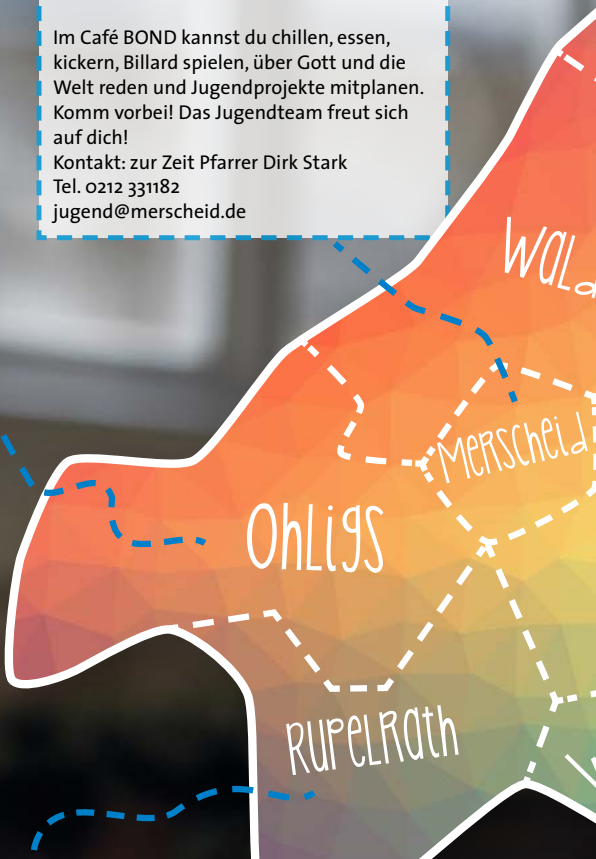 Im Café BOND kannst du chillen, essen,
kickern, Billard spielen, über Gott und die
Welt reden und Jugendprojekte mitplanen.
Komm vorbei! Das Jugendteam freut sich
auf dich!
Kontakt: zur Zeit Pfarrer Dirk Stark
Tel. 0212 331182
jugend@merscheid.de
Wald
Merscheid
Ohligs
Rupelrath